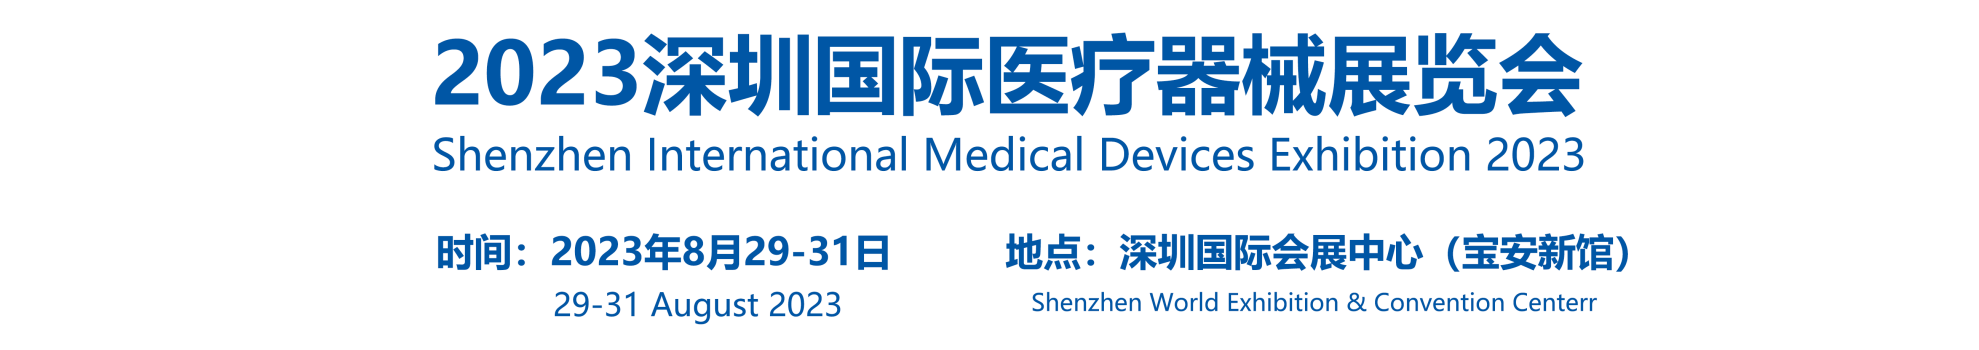 2023深圳国际医疗器械展览会
Shenzhen International Medical Devices Exhibition 2023
时间：2023年8月29-31日
29-31 August 2023
地点：深圳国际会展中心（宝安新馆）
Shenzhen World Exhibition & Convention Centerr